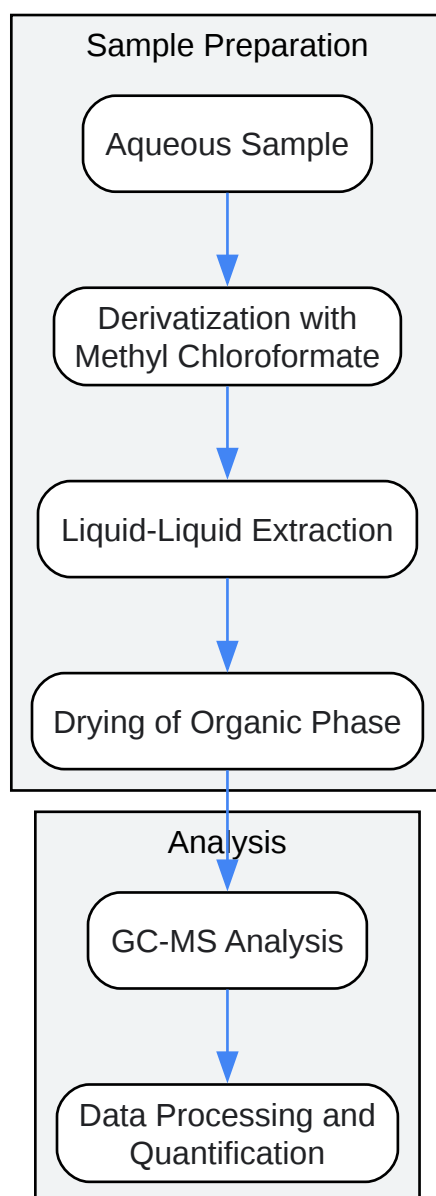 Sample Preparation
Aqueous Sample
Derivatization with
Methyl Chloroformate
Liquid-Liquid Extraction
Drying of Organic Phase
Analysis
GC-MS Analysis
Data Processing and
Quantification